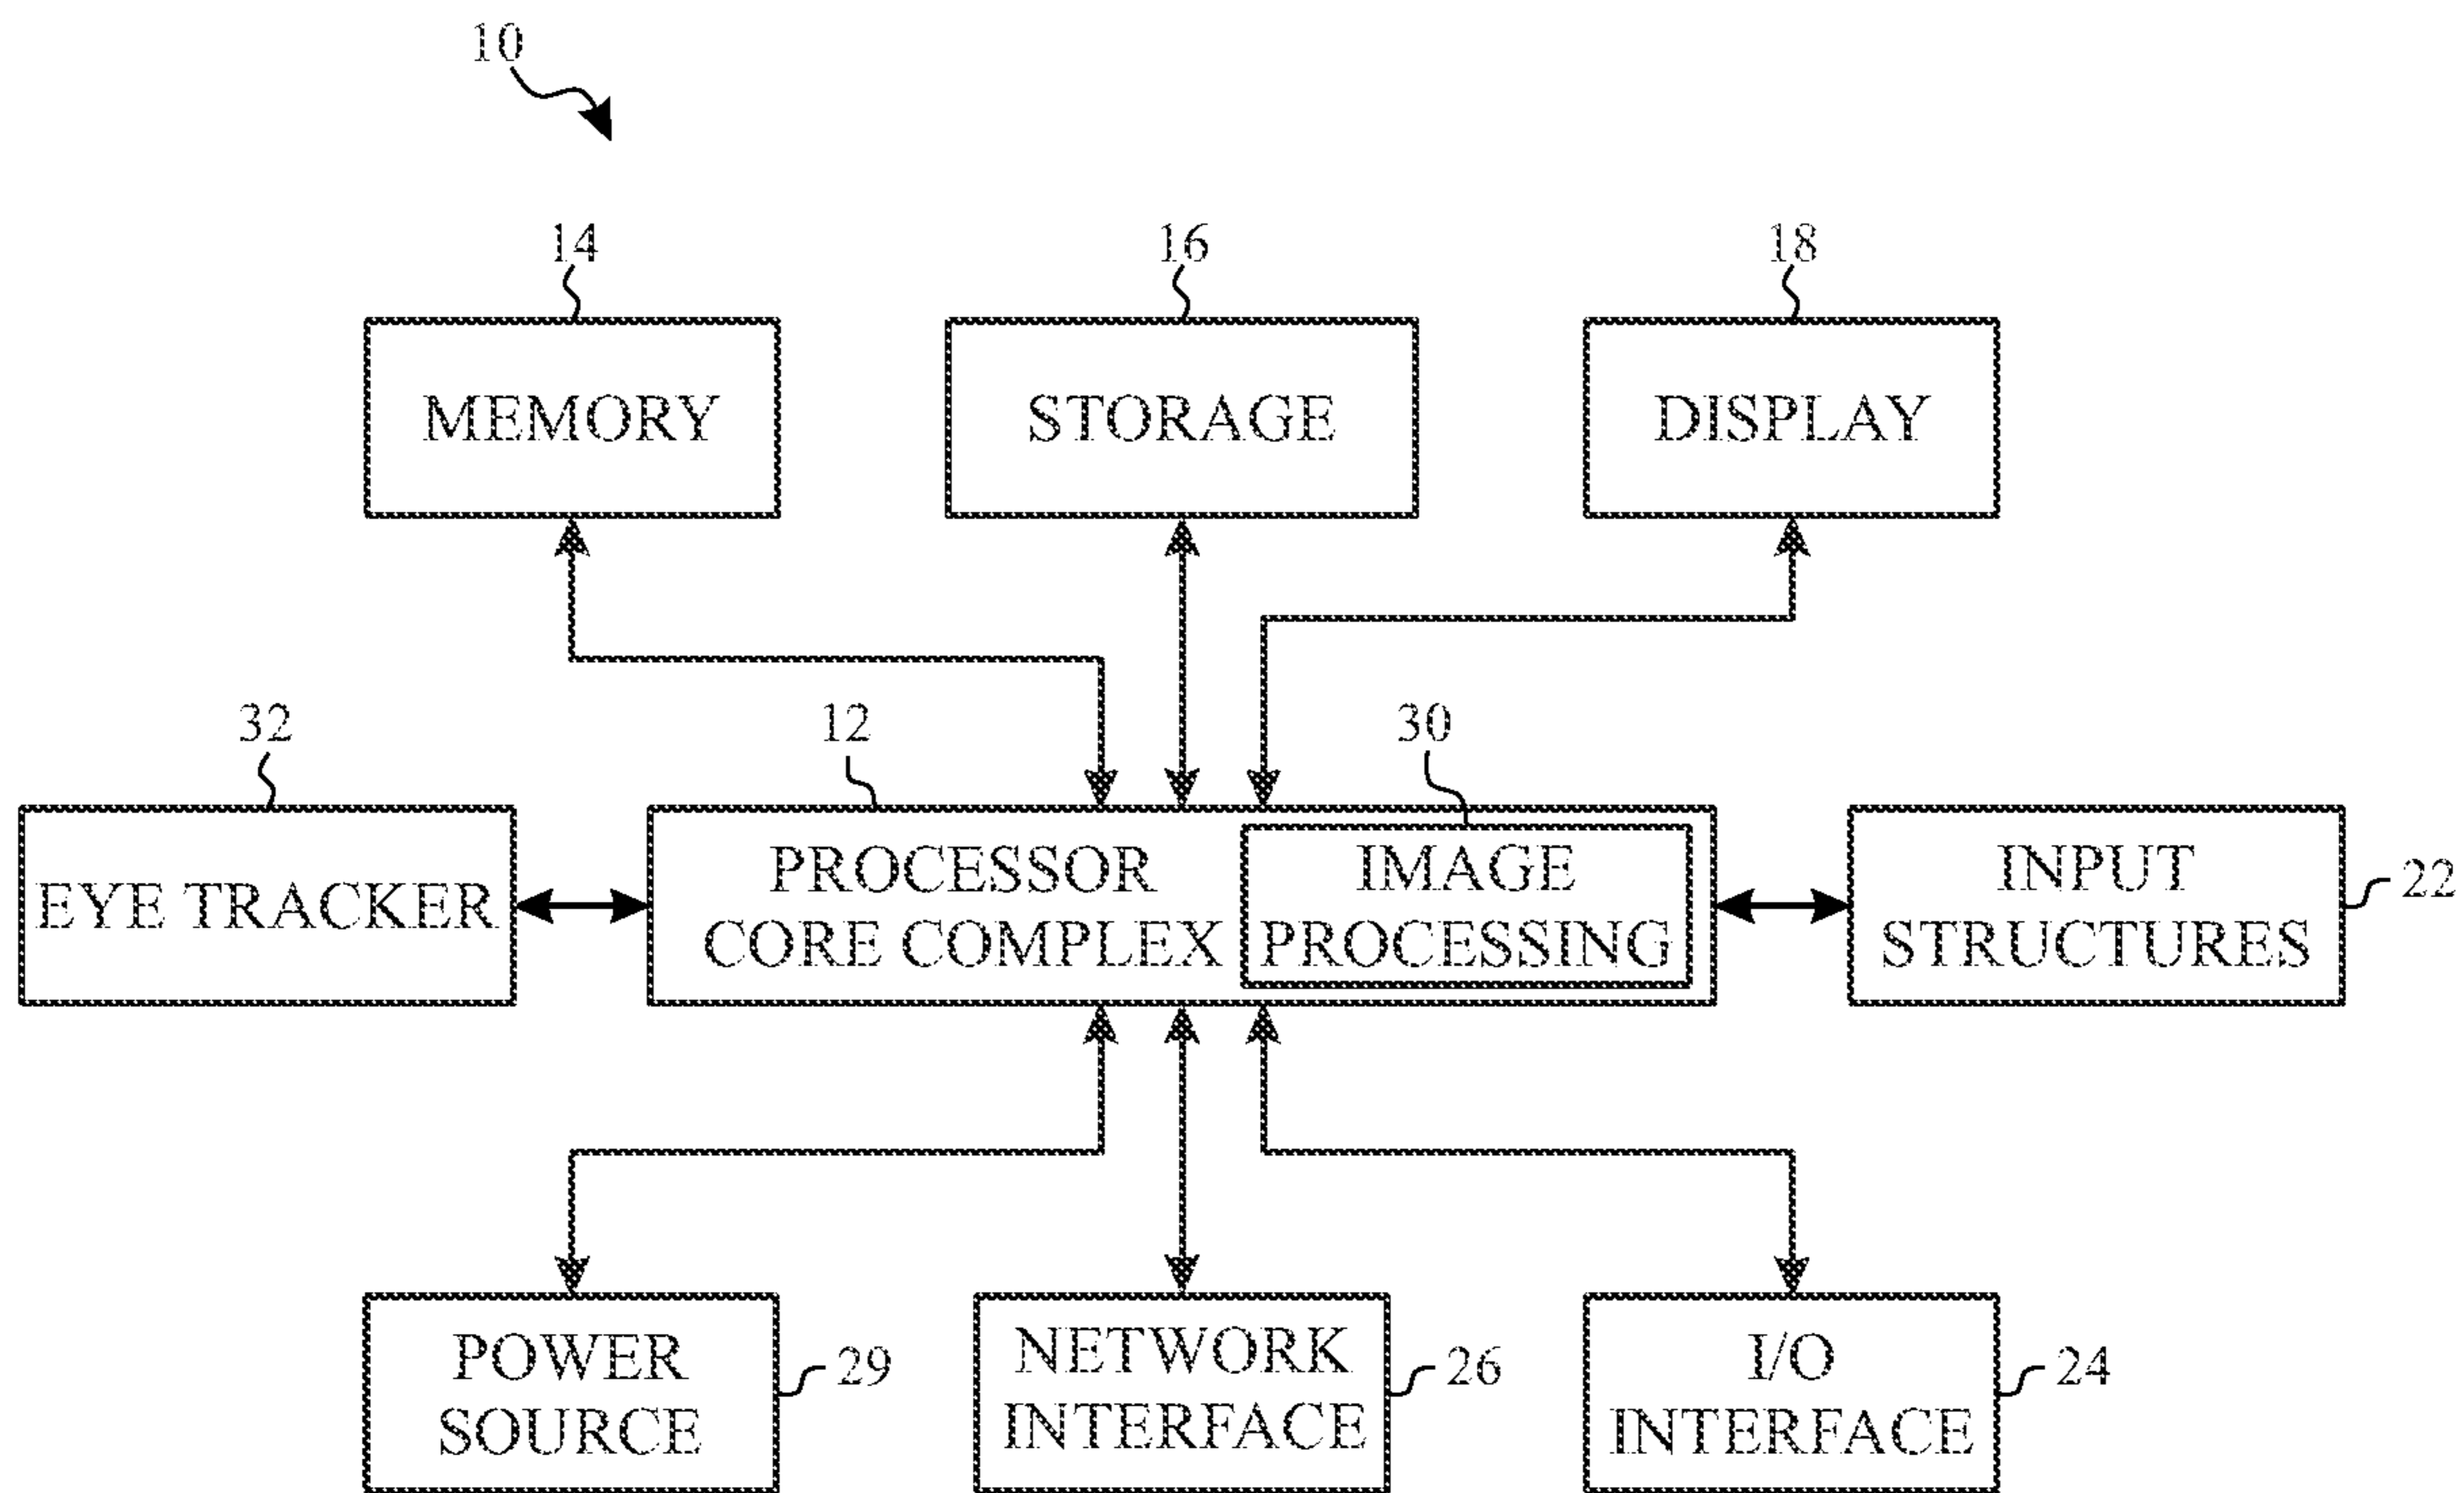 10
14
16
18
MEMORY
STORAGE
DISPLAY
32
12
30
EYE TRACKER
PROCESSOR
CORE COMPLEX
IMAGE
PROCESSING
INPUT
STRUCTURES
22
POWER
SOURCE
29
NETWORK
INTERFACE
26
I/O
INTERFACE
24